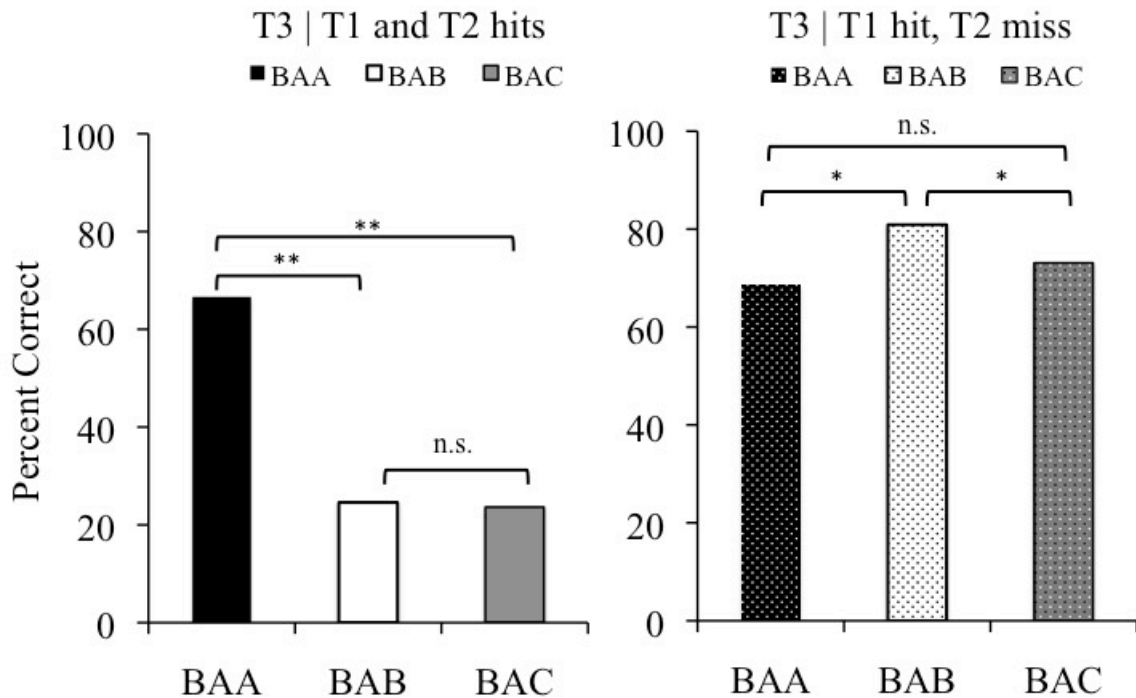 T3 | T1 and T2 hits
BAA BAB BAC
100
80
60
40
20
0
Percent Correct
**
**
n.s.
BAA BAB BAC
T3 | T1 hit, T2 miss
BAA BAB BAC
100
80
60
40
20
0
n.s.
* *
BAA BAB BAC